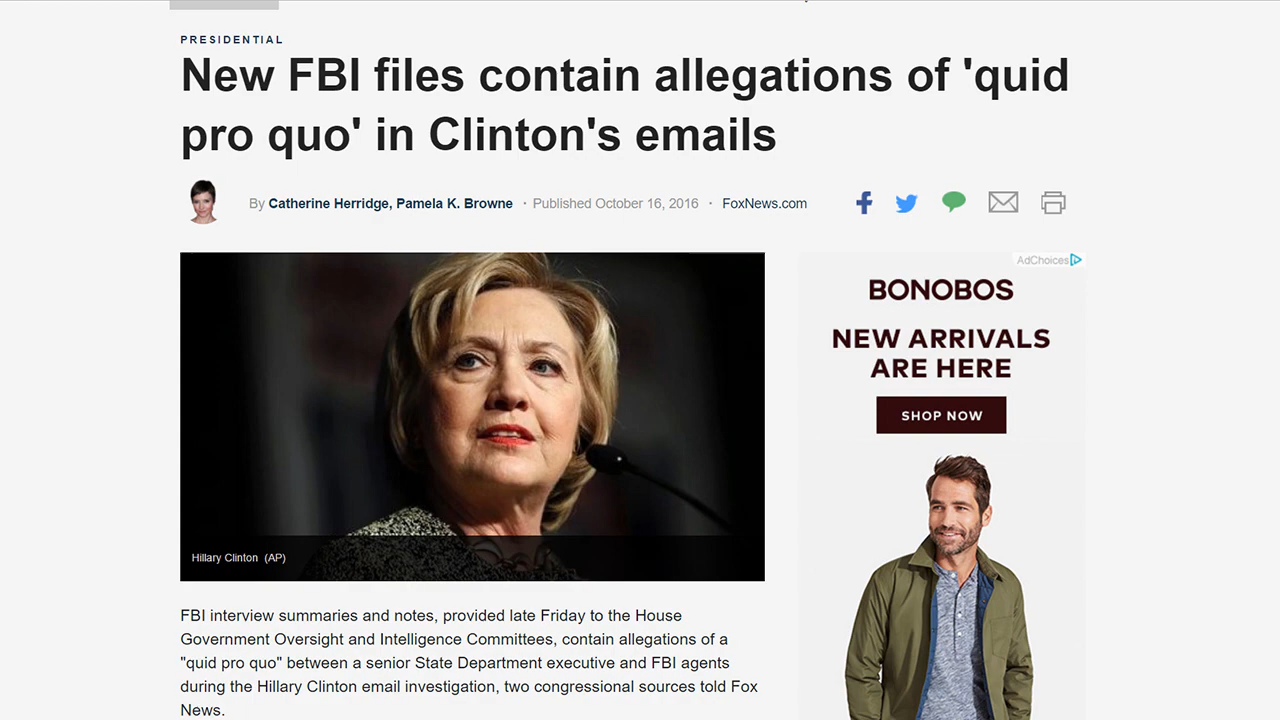 PRESIDENTIAL
New FBI files contain allegations of 'quid
pro quo' in Clinton's emails
By Catherine Herridge, Pamela K. Browne · Published October 16, 2016 · FoxNews.com
AdChoices
BONOBOS
NEW ARRIVALS
ARE HERE
SHOP NOW
Hillary Clinton (AP)
FBI interview summaries and notes, provided late Friday to the House
Government Oversight and Intelligence Committees, contain allegations of a
"quid pro quo" between a senior State Department executive and FBI agents
during the Hillary Clinton email investigation, two congressional sources told Fox
News.